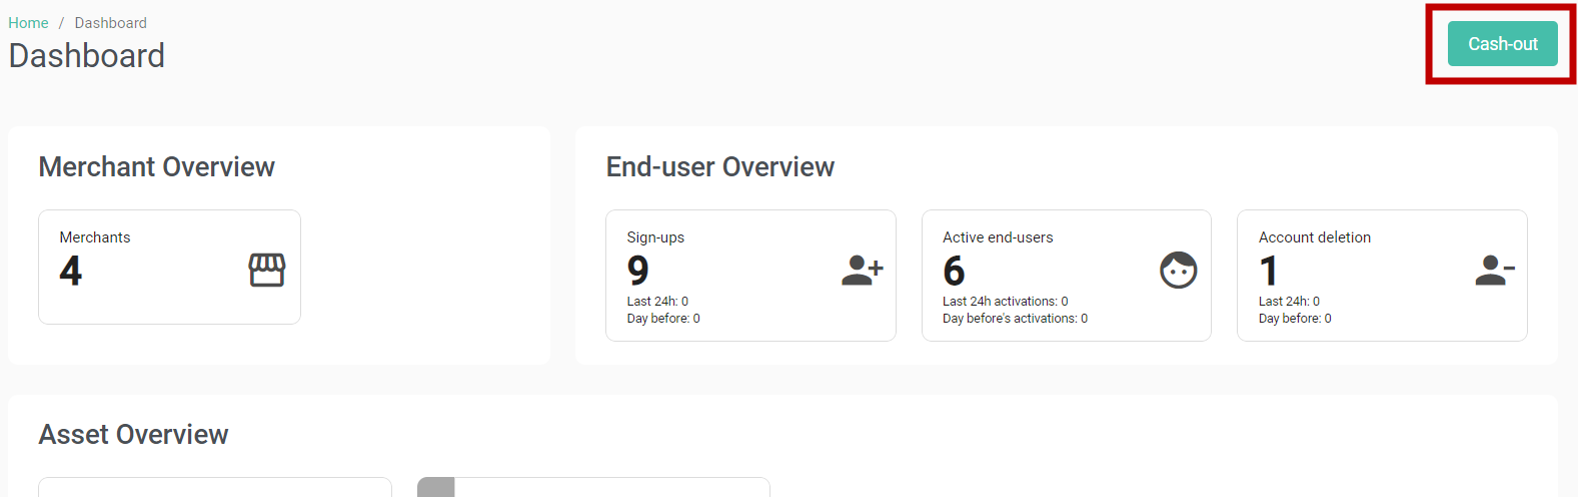 Home / Dashboard
Dashboard
Cash-out
Merchant Overview
Merchants
4
End-user Overview
Sign-ups
9
Last 24h: 0
Day before: 0
Active end-users
6
Last 24h activations: 0
Day before's activations: 0
Account deletion
1
Last 24h: 0
Day before: 0
Asset Overview